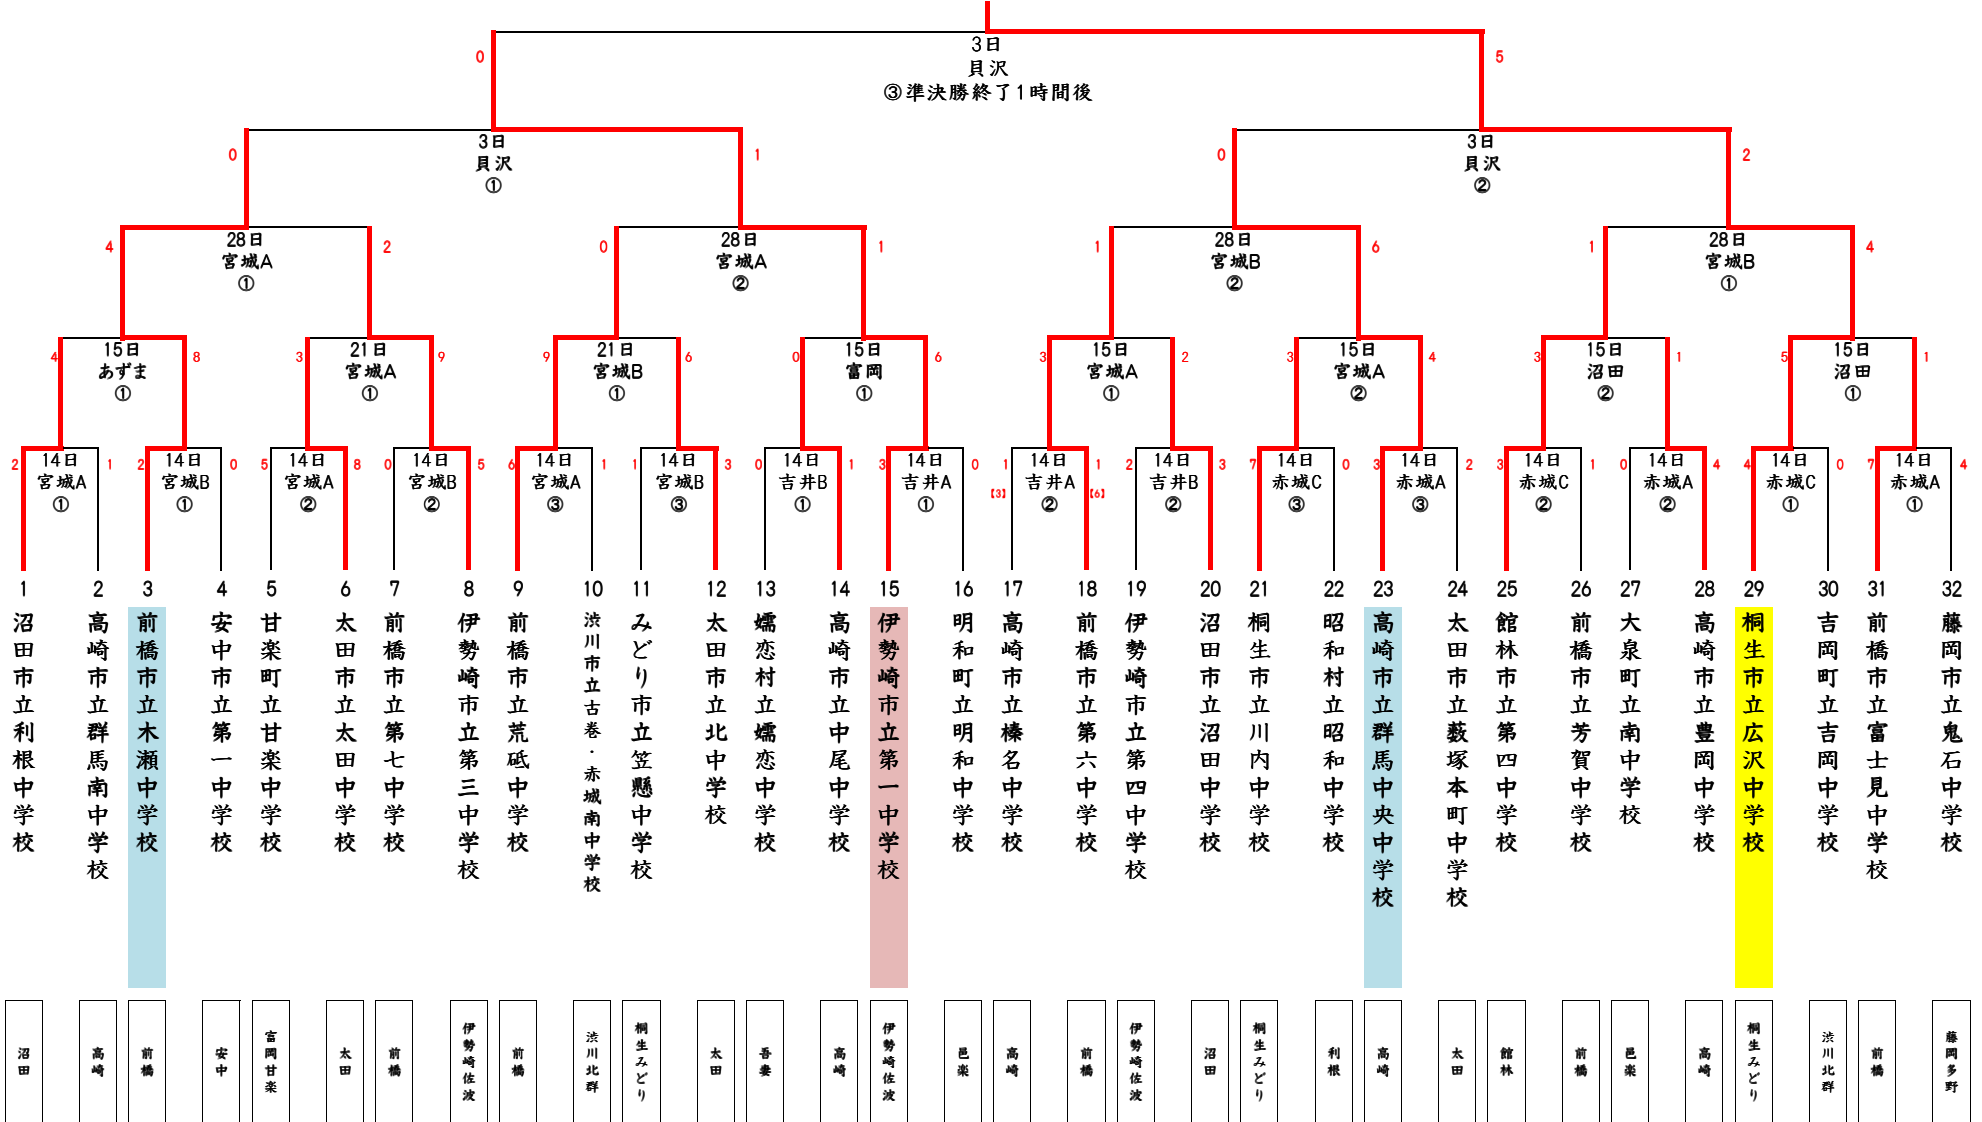 0
3日
貝沢
③準決勝終了1時間後
5
0
3日
貝沢
①
1
0
3日
貝沢
②
2
4
28日
宮城A
①
2
0
28日
宮城A
②
1
1
28日
宮城B
②
6
1
28日
宮城B
①
4
4
15日
あずま
①
8
3
21日
宮城A
①
9
9
21日
宮城B
①
6
0
15日
富岡
①
6
3
15日
宮城A
①
2
3
15日
宮城A
②
4
3
15日
沼田
②
1
5
15日
沼田
①
1
2
14日
宮城A
①
1
2
14日
宮城B
①
0
5
14日
宮城A
②
8
0
14日
宮城B
②
5
6
14日
宮城A
③
1
1
14日
宮城B
③
3
0
14日
吉井B
①
1
3
14日
吉井A
①
0
1
[3]
14日
吉井A
②
1
[6]
2
14日
吉井B
②
3
7
14日
赤城C
③
0
3
14日
赤城A
③
2
3
14日
赤城C
②
1
0
14日
赤城A
②
4
4
14日
赤城C
①
0
7
14日
赤城A
①
4
1
沼田市立利根中学校
2
高崎市立群馬南中学校
3
前橋市立木瀬中学校
4
安中市立第一中学校
5
甘楽町立甘楽中学校
6
太田市立太田中学校
7
前橋市立第七中学校
8
伊勢崎市立第三中学校
9
前橋市立荒砥中学校
10
渋川市立古巻・赤城南中学校
11
みどり市立笠懸中学校
12
太田市立北中学校
13
嬬恋村立嬬恋中学校
14
高崎市立中尾中学校
15
伊勢崎市立第一中学校
16
明和町立明和中学校
17
高崎市立榛名中学校
18
前橋市立第六中学校
19
伊勢崎市立第四中学校
20
沼田市立沼田中学校
21
桐生市立川内中学校
22
昭和村立昭和中学校
23
高崎市立群馬中央中学校
24
太田市立藪塚本町中学校
25
館林市立第四中学校
26
前橋市立芳賀中学校
27
大泉町立南中学校
28
高崎市立豊岡中学校
29
桐生市立広沢中学校
30
吉岡町立吉岡中学校
31
前橋市立富士見中学校
32
藤岡市立鬼石中学校
沼田
高崎
前橋
安中
富岡甘楽
太田
前橋
伊勢崎佐波
前橋
渋川北群
桐生みどり
太田
吾妻
高崎
伊勢崎佐波
邑楽
高崎
前橋
伊勢崎佐波
沼田
桐生みどり
利根
高崎
太田
館林
前橋
邑楽
高崎
桐生みどり
渋川北群
前橋
藤岡多野